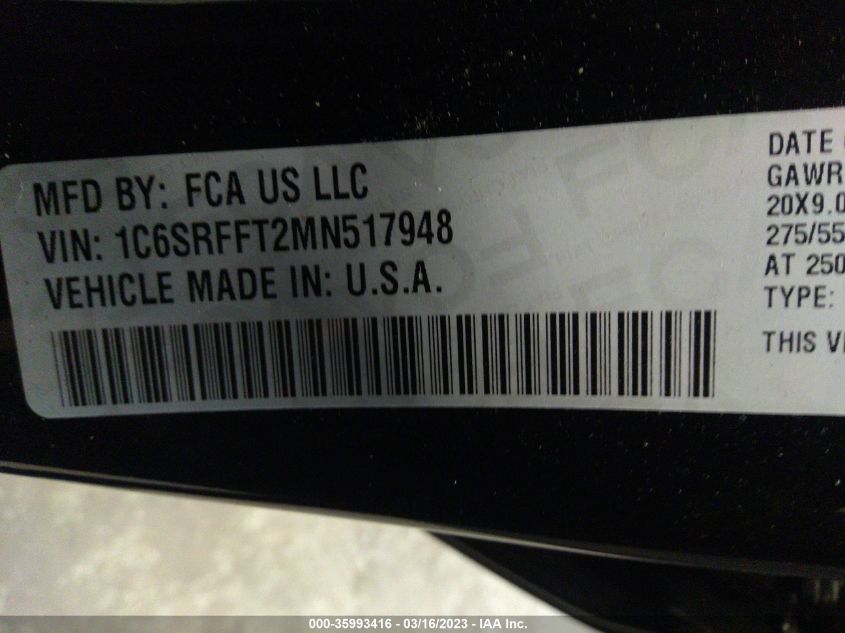 MFD BY: FCA US LLC
VIN: 1C6SRFFT2MN517948
VEHICLE MADE IN: U.S.A.
DATE
GAWR
20X9.0
275/55
AT 250
TYPE:
THIS
000-35993416 - 03/16/2023 - IAA Inc.